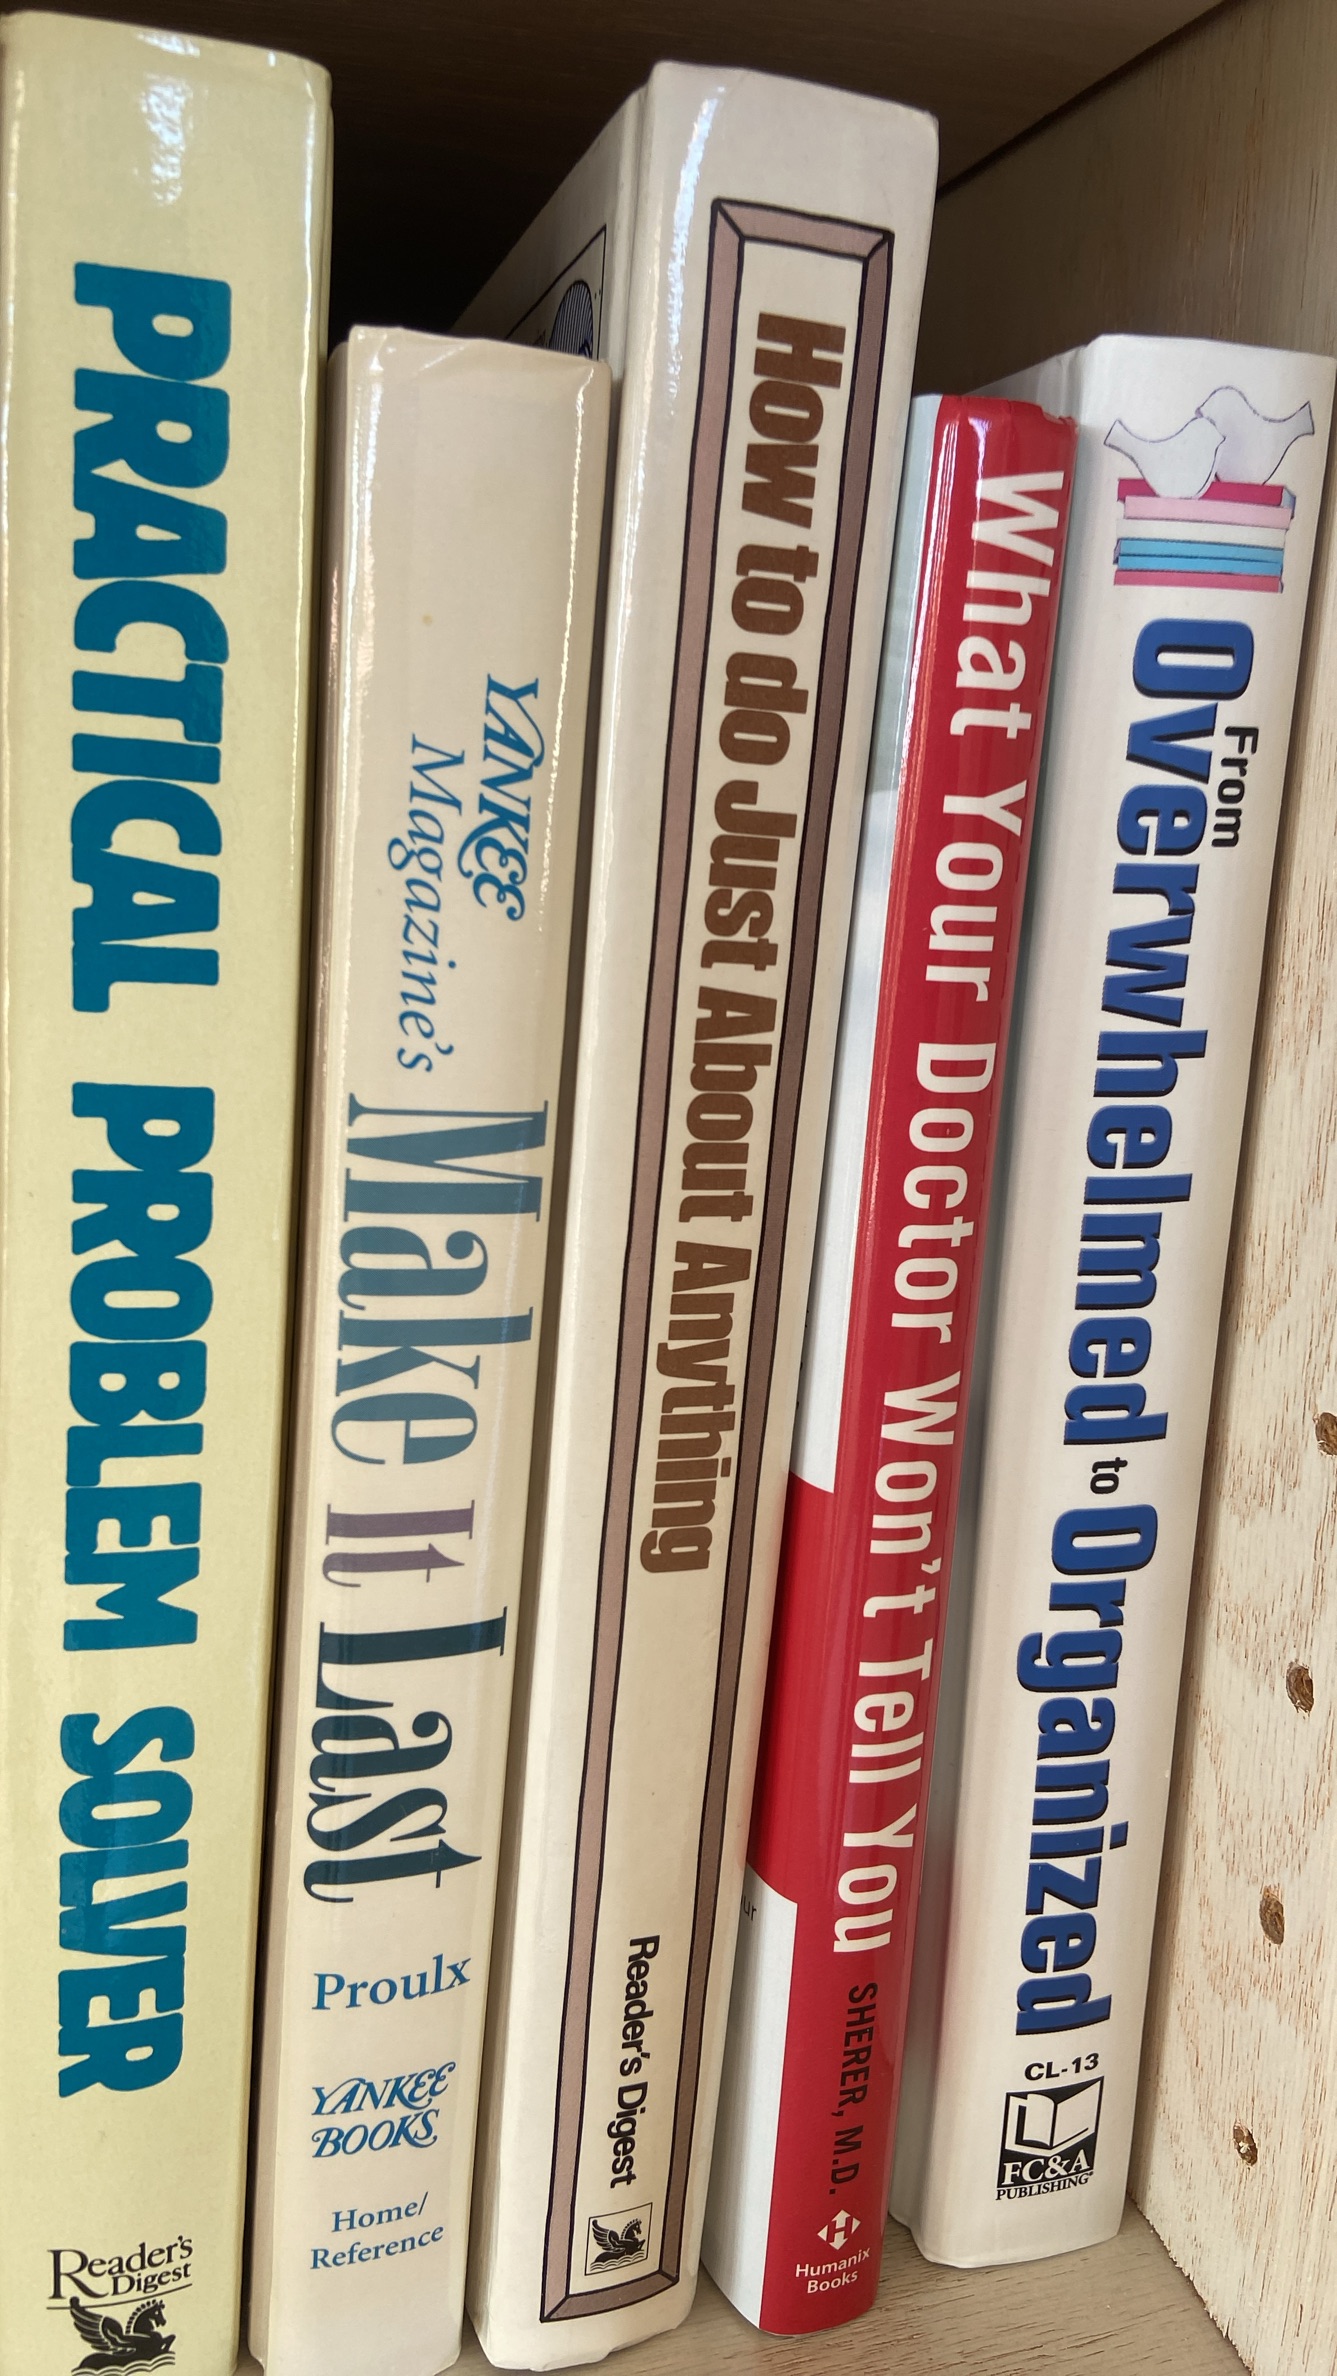 PRACTICAL PROBLEM SOLVER
Reader's
Digest
YANKEE
Magazine's
Make It Last
Proulx
YANKEE
BOOKS
Home/
Reference
How to do Just About Anything
Reader's Digest
What Your Doctor Won't Tell You
SHERER, M.D.
Humanix
Books
ur
From
Overwhelmed to Organized
CL-13
FC&A
PUBLISHING®